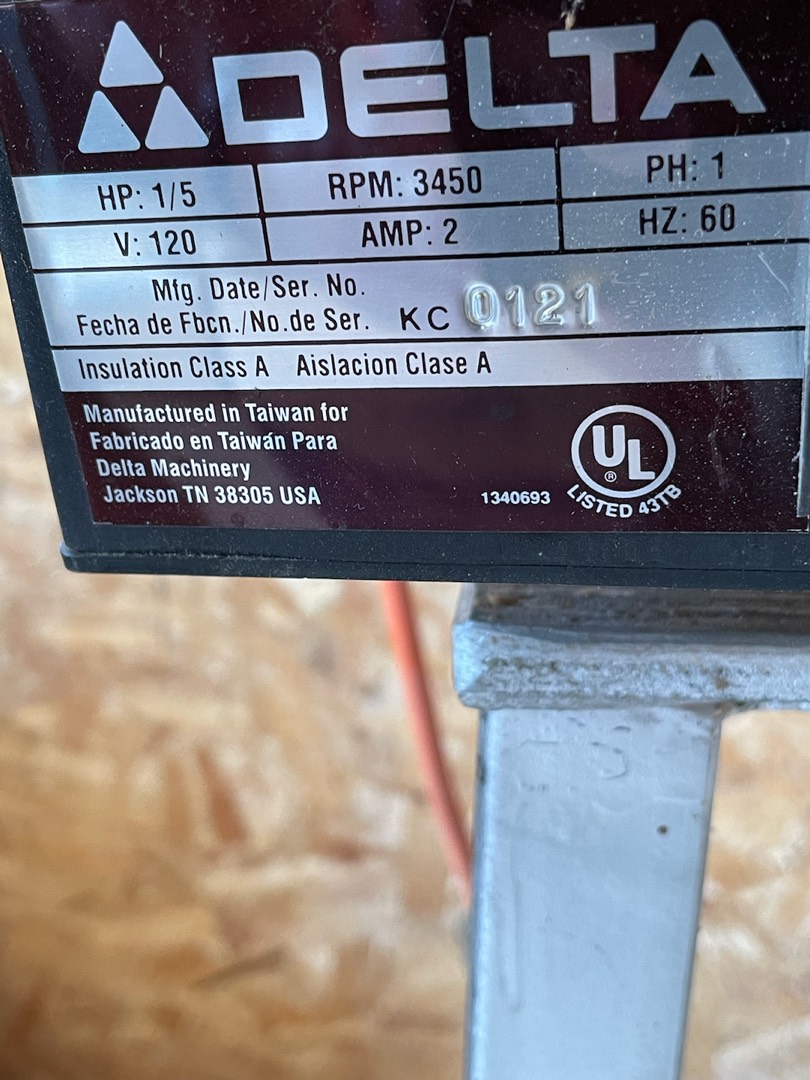 DELTA
HP: 1/5 RPM: 3450 PH: 1
V: 120 AMP: 2 HZ: 60
Mfg. Date/Ser. No.
Fecha de Fbcn./No.de Ser. KC 0121
Insulation Class A Aislacion Clase A
Manufactured in Taiwan for
Fabricado en Taiwán Para
Delta Machinery
Jackson TN 38305 USA
1340693
UL
®
LISTED 43TB